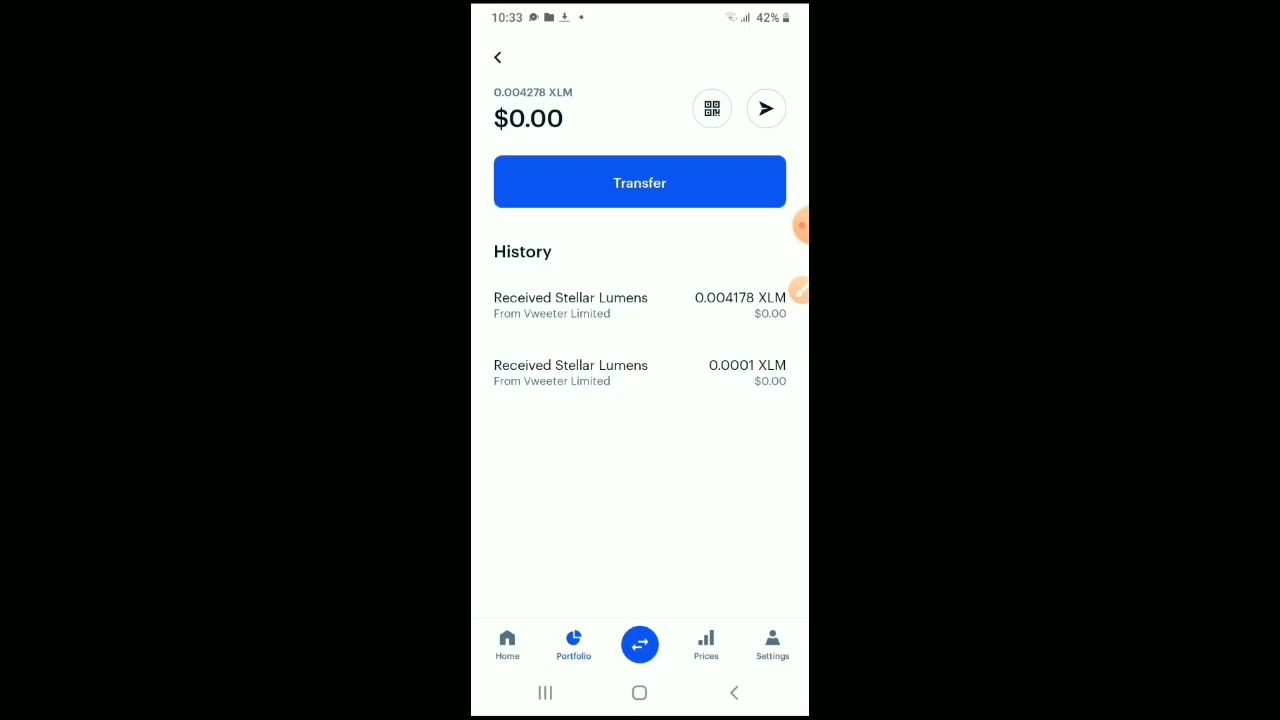 10:33 42%
0.004278 XLM
$0.00
Transfer
History
Received Stellar Lumens 0.004178 XLM
From Vweeter Limited $0.00
Received Stellar Lumens 0.0001 XLM
From Vweeter Limited $0.00
Home Portfolio Prices Settings